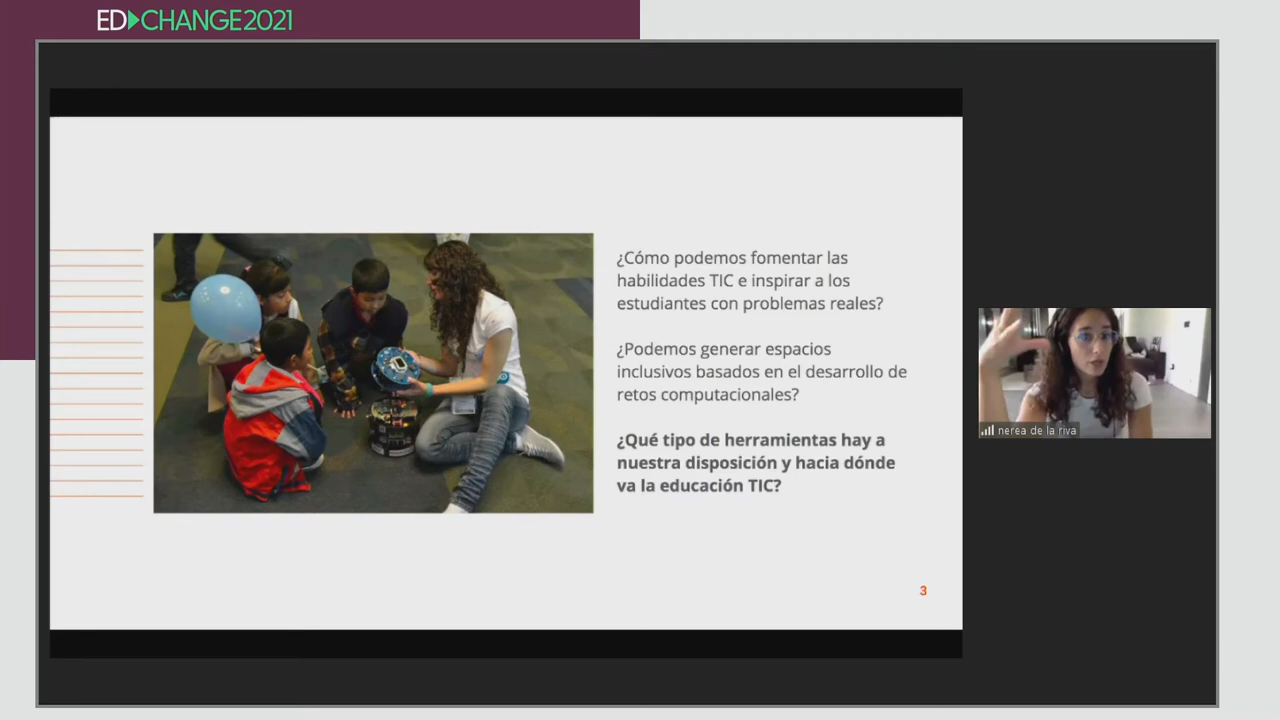 ED CHANGE2021
¿Cómo podemos fomentar las
habilidades TIC e inspirar a los
estudiantes con problemas reales?
¿Podemos generar espacios
inclusivos basados en el desarrollo de
retos computacionales?
¿Qué tipo de herramientas hay a
nuestra disposición y hacia dónde
va la educación TIC?
nerea de la riva
3